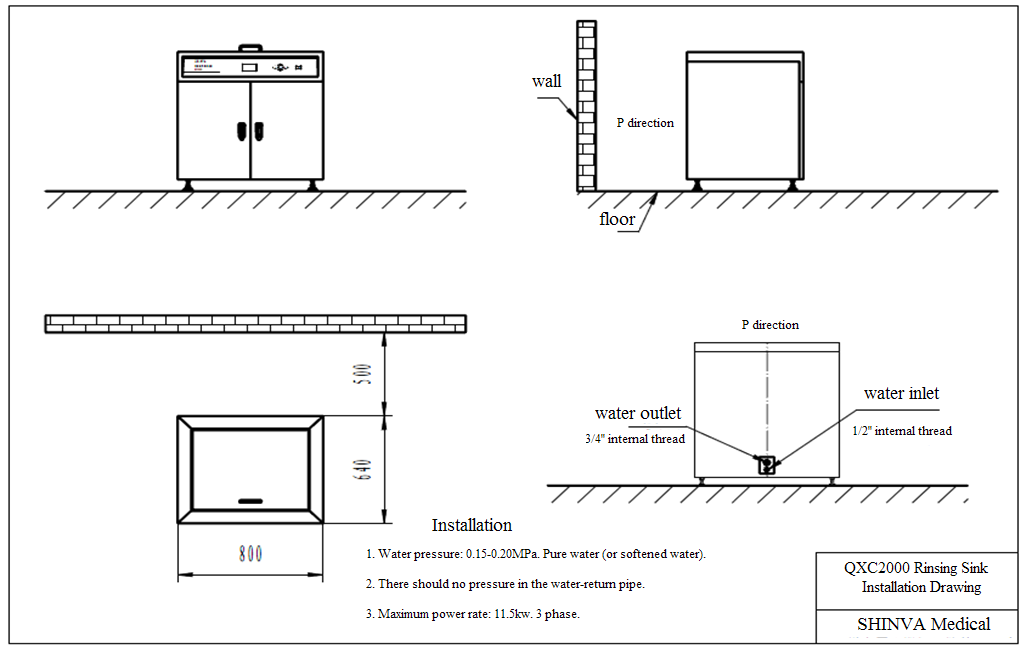 wall
P direction
floor
P direction
500
water inlet
water outlet
1/2" internal thread
3/4" internal thread
640
Installation
800
1. Water pressure: 0.15-0.20MPa. Pure water (or softened water).
2. There should no pressure in the water-return pipe.
3. Maximum power rate: 11.5kw. 3 phase.
QXC2000 Rinsing Sink
Installation Drawing
SHINVA Medical